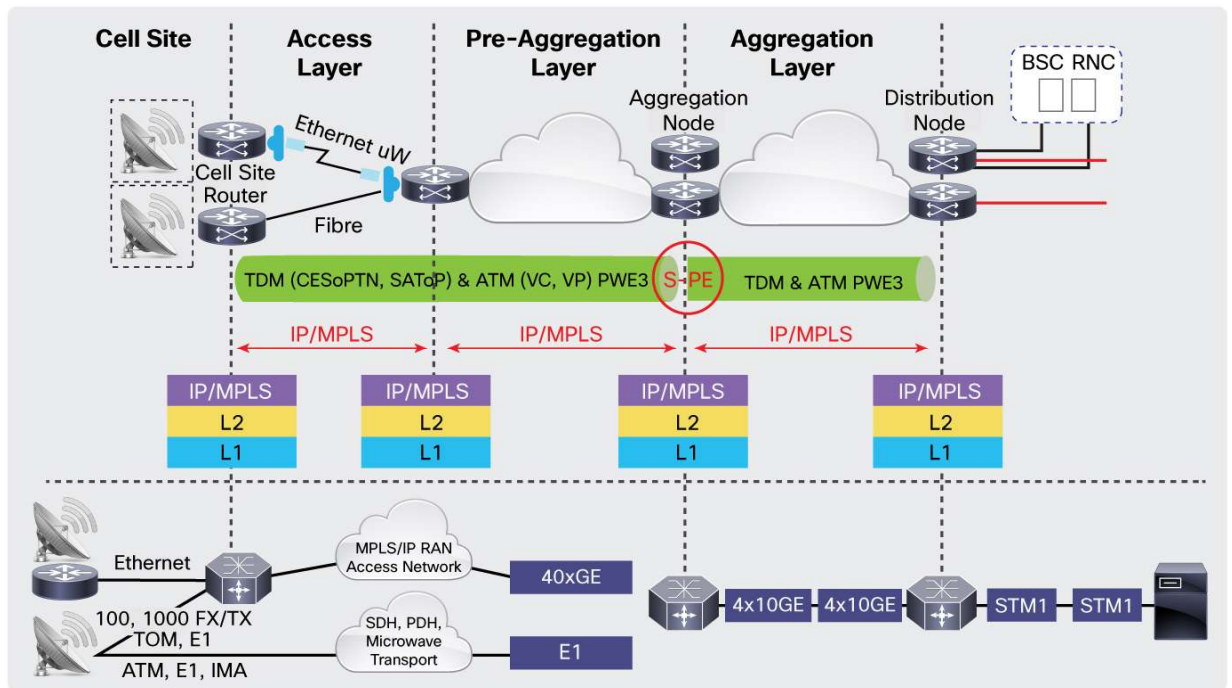 Cell Site
Access
Layer
Pre-Aggregation
Layer
Aggregation
Layer
BSC RNC
Aggregation
Node
Distribution
Node
Ethernet uW
Cell Site
Router
Fibre
TDM (CESoPTN, SAToP) & ATM (VC, VP) PWE3
S-PE
TDM & ATM PWE3
IP/MPLS
IP/MPLS
IP/MPLS
IP/MPLS
L2
L1
IP/MPLS
L2
L1
IP/MPLS
L2
L1
IP/MPLS
L2
L1
Ethernet
MPLS/IP RAN
Access Network
40xGE
4x10GE
4x10GE
STM1
STM1
100, 1000 FX/TX
TOM, E1
ATM, E1, IMA
SDH, PDH,
Microwave
Transport
E1